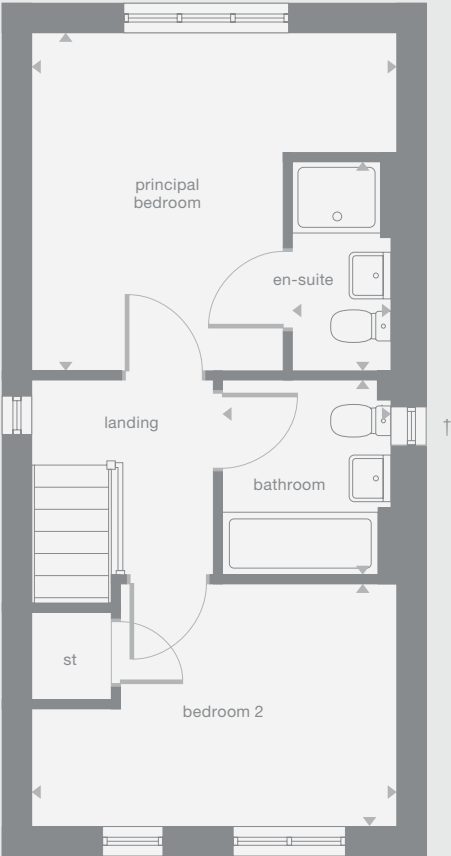 principal
bedroom
en-suite
landing
†
bathroom
st
bedroom 2